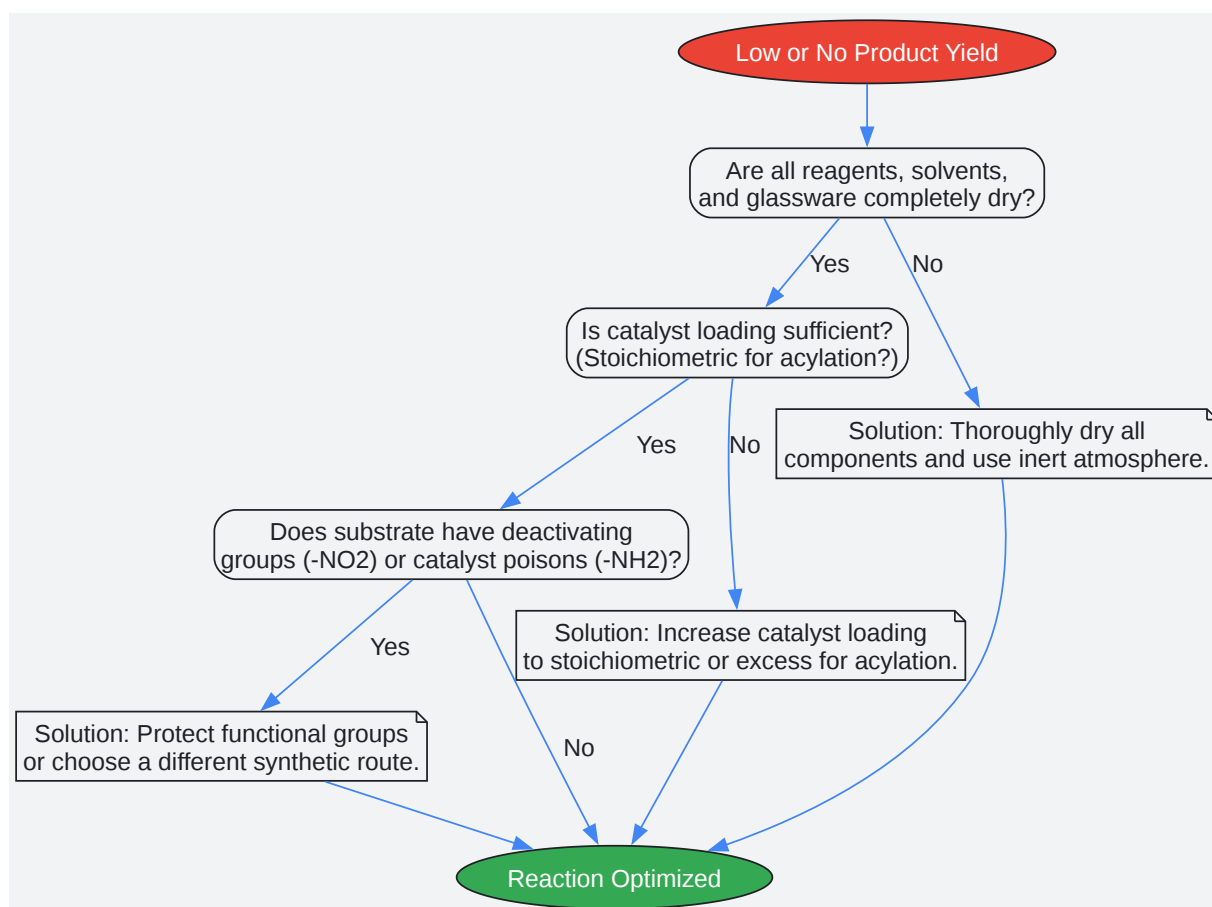 Low or No Product Yield
Are all reagents, solvents,
and glassware completely dry?
Yes
No
Is catalyst loading sufficient?
(Stoichiometric for acylation?)
Yes
No
Solution: Thoroughly dry all
components and use inert atmosphere.
Does substrate have deactivating
groups (-NO2) or catalyst poisons (-NH2)?
Yes
No
Solution: Increase catalyst loading
to stoichiometric or excess for acylation.
Solution: Protect functional groups
or choose a different synthetic route.
Reaction Optimized